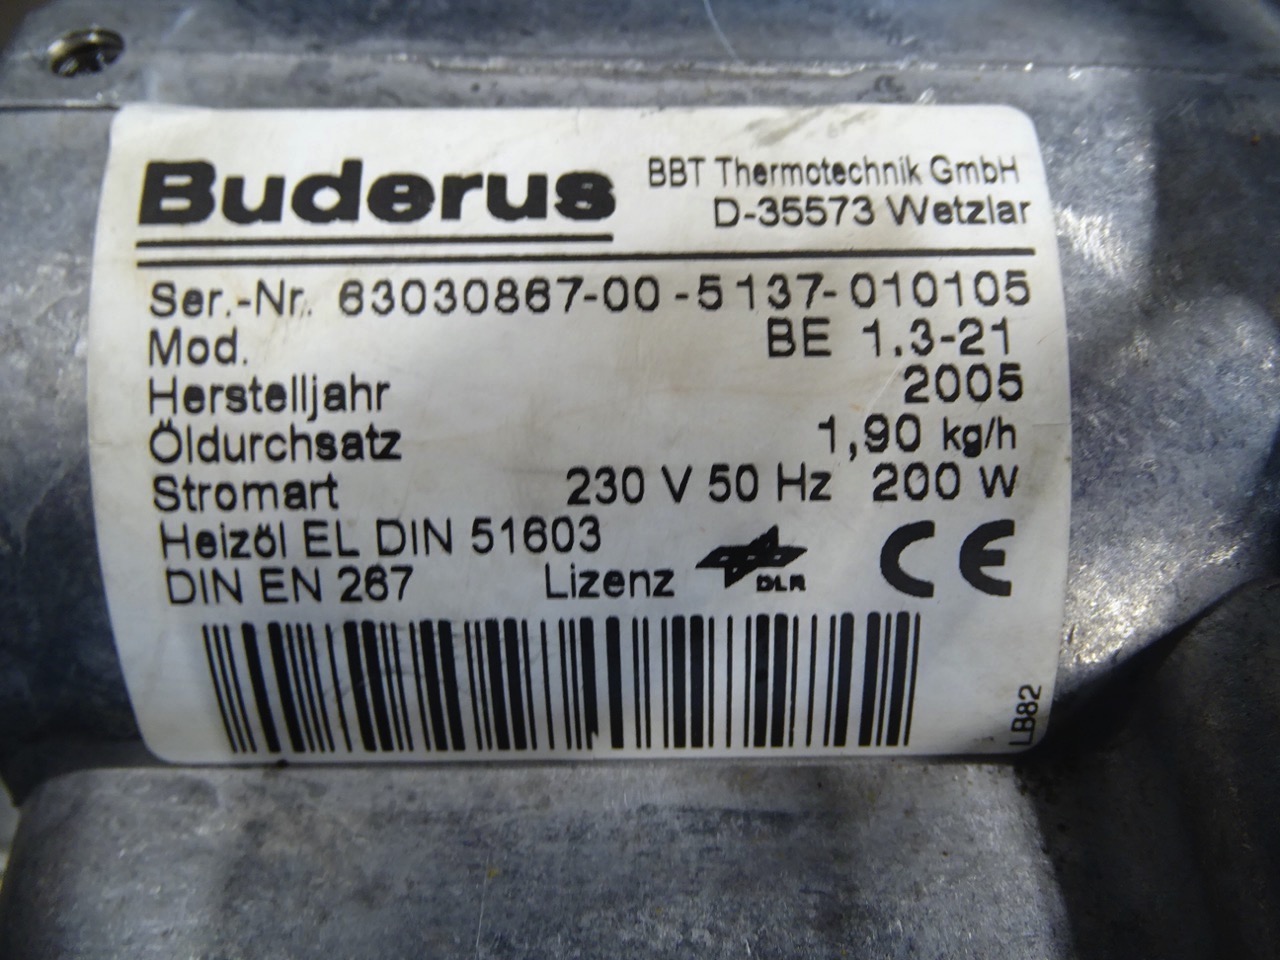 Buderus
BBT Thermotechnik GmbH
D-35573 Wetzlar
Ser.-Nr. 63030867-00-5137-010105
Mod. BE 1.3-21
Herstelljahr 2005
Öldurchsatz 1,90 kg/h
Stromart 230 V 50 Hz 200 W
Heizöl EL DIN 51603
DIN EN 267 Lizenz DLR CE
LB82